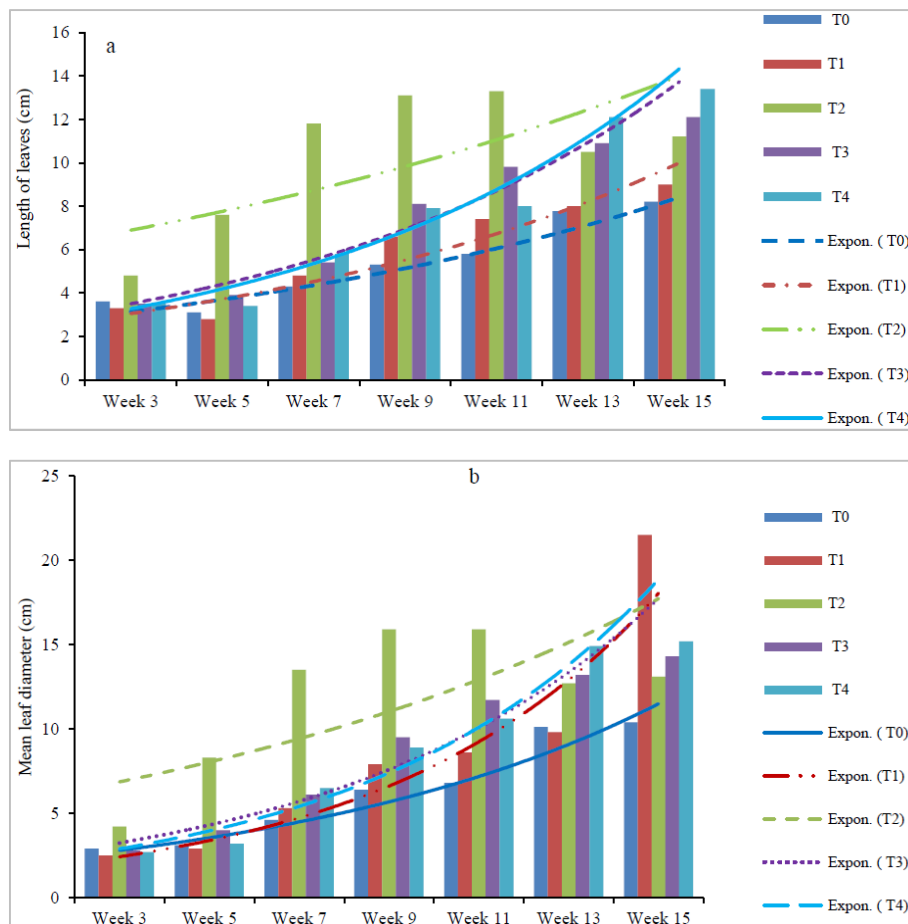 a
Length of leaves (cm)
16
14
12
10
8
6
4
2
0
Week 3 Week 5 Week 7 Week 9 Week 11 Week 13 Week 15
T0
T1
T2
T3
T4
Expon. ( T0)
Expon. (T1)
Expon. (T2)
Expon. ( T3)
Expon. ( T4)
b
Mean leaf diameter (cm)
25
20
15
10
5
0
Week 3 Week 5 Week 7 Week 9 Week 11 Week 13 Week 15
T0
T1
T2
T3
T4
Expon. ( T0)
Expon. (T1)
Expon. (T2)
Expon. ( T3)
Expon. ( T4)